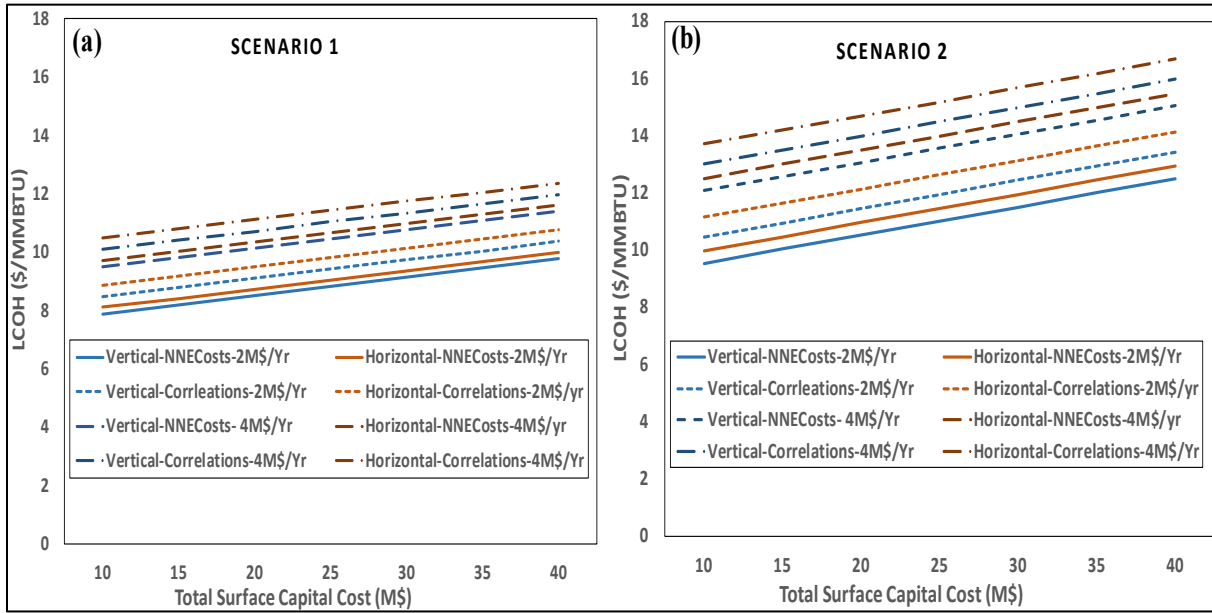 (a)
SCENARIO 1
18
16
14
12
10
8
6
4
2
0
LCOH ($/MMBTU)
Vertical-NNECosts-2M$/Yr
Horizontal-NNECosts-2M$/Yr
Vertical-Corrleations-2M$/Yr
Horizontal-Correlations-2M$/yr
Vertical-NNECosts- 4M$/Yr
Horizontal-NNECosts-4M$/yr
Vertical-Correlations-4M$/Yr
Horizontal-Correlations-4M$/Yr
10 15 20 25 30 35 40
Total Surface Capital Cost (M$)
(b)
SCENARIO 2
18
16
14
12
10
8
6
4
2
0
LCOH ($/MMBTU)
Vertical-NNECosts-2M$/Yr
Horizontal-NNECosts-2M$/Yr
Vertical-Corrleations-2M$/Yr
Horizontal-Correlations-2M$/yr
Vertical-NNECosts- 4M$/Yr
Horizontal-NNECosts-4M$/yr
Vertical-Correlations-4M$/Yr
Horizontal-Correlations-4M$/Yr
10 15 20 25 30 35 40
Total Surface Capital Cost (M$)